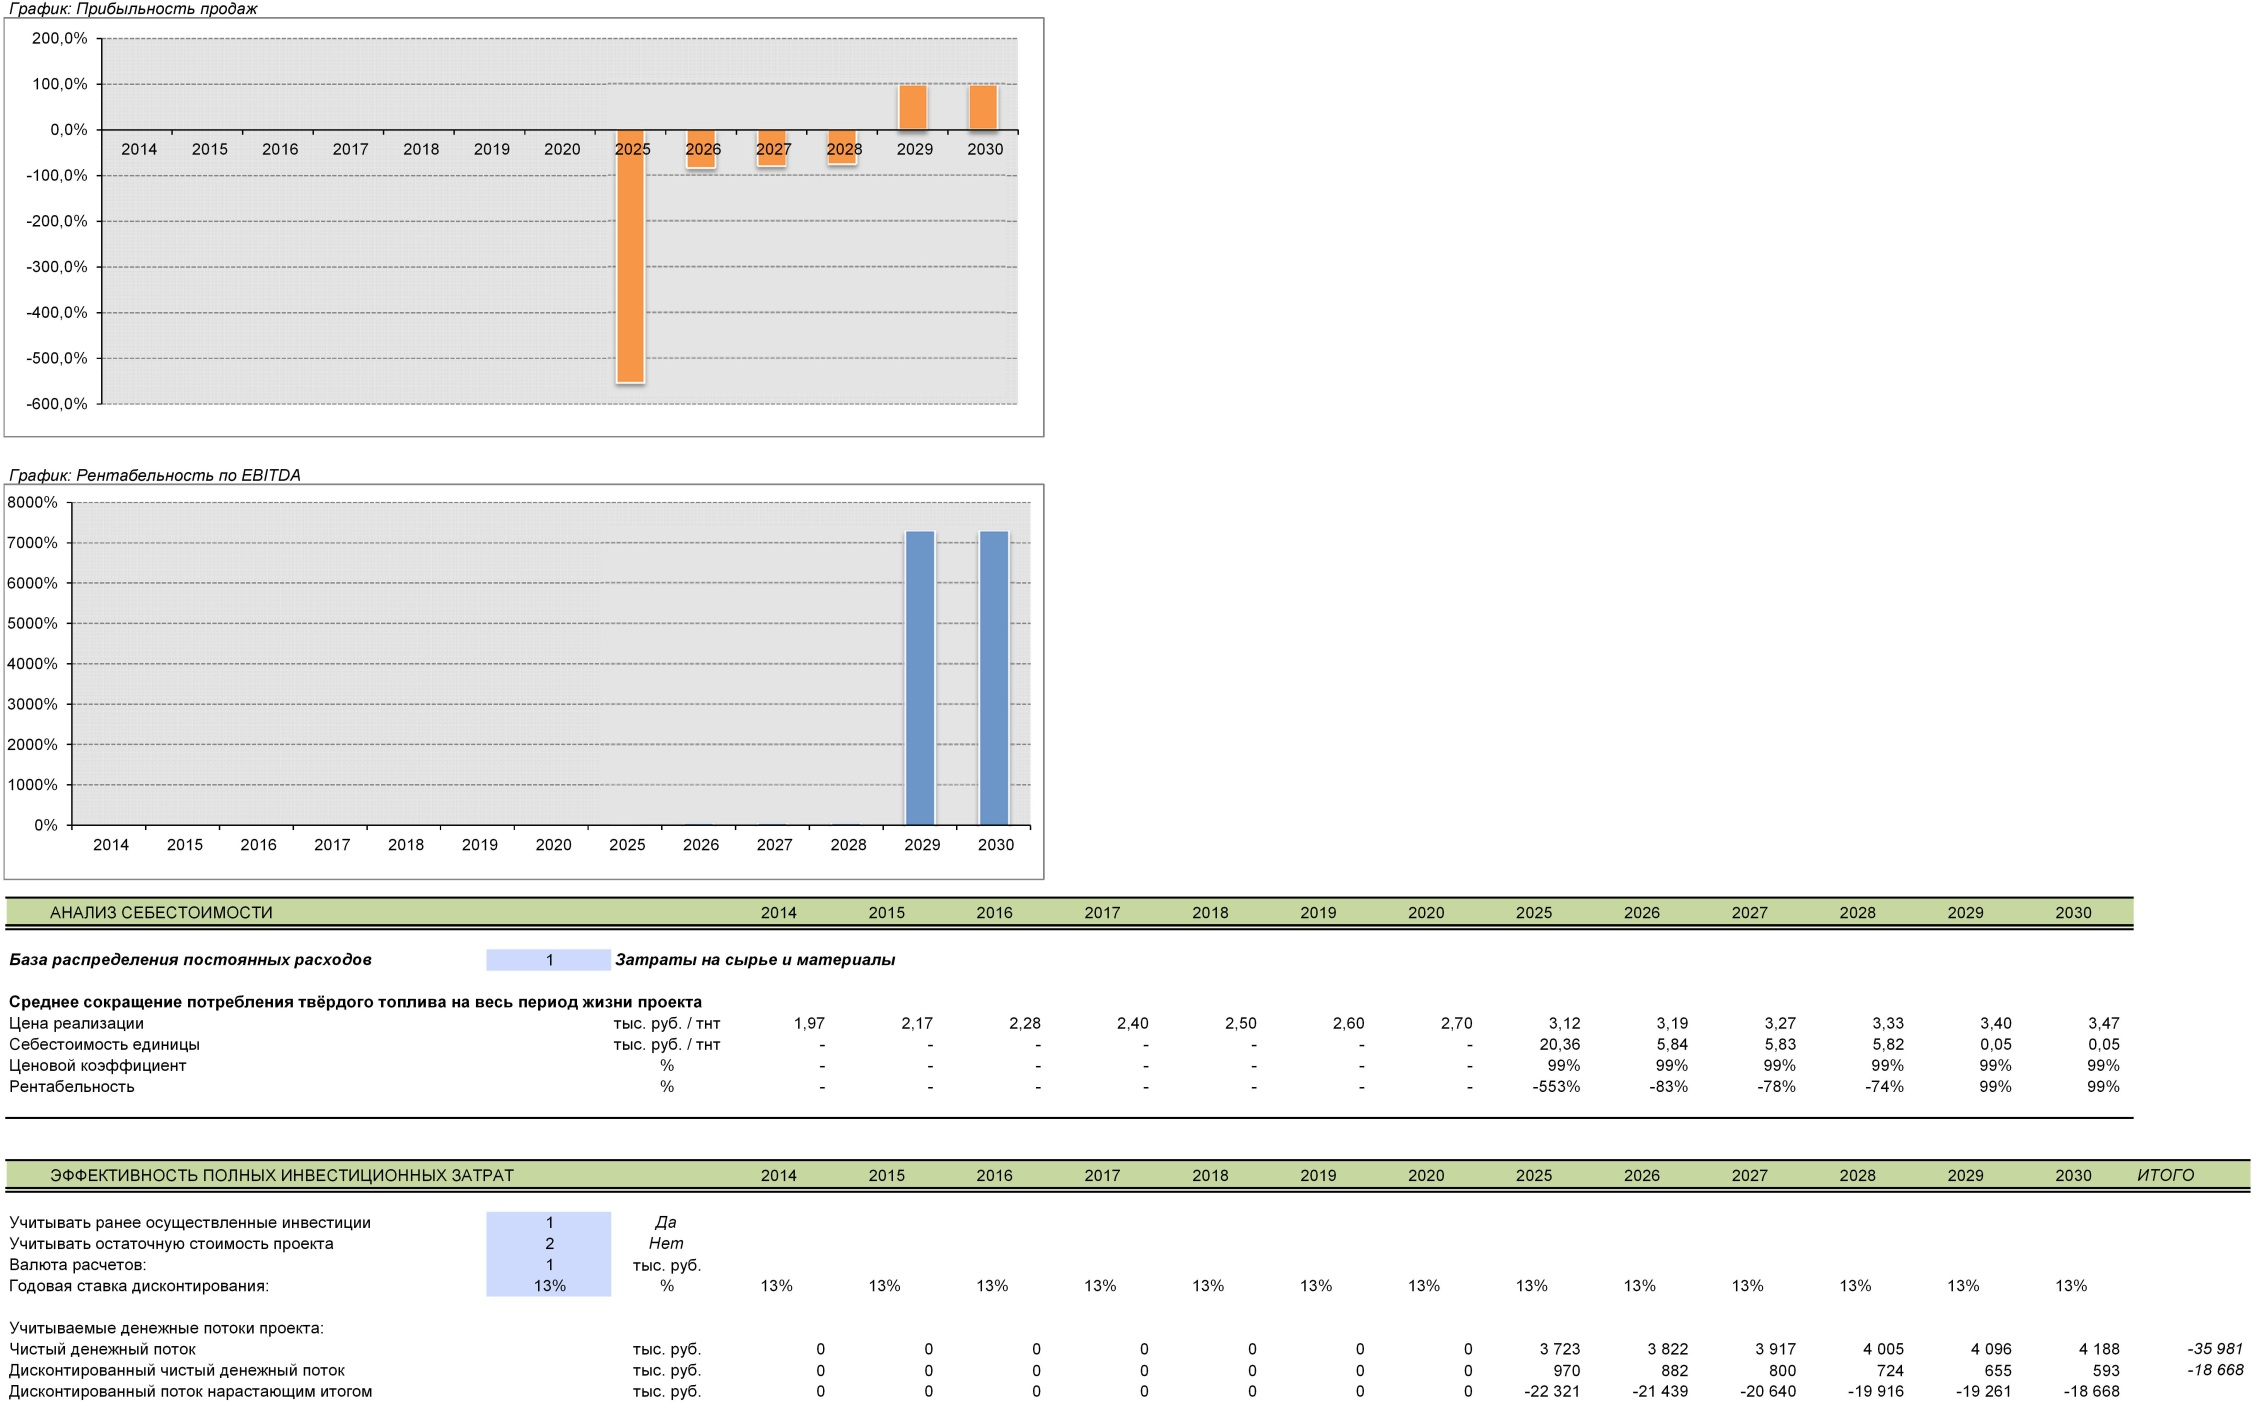 График: Прибыльность продаж
200,0%
100,0%
0,0%
2014 2015 2016 2017 2018 2019 2020 2025 2026 2027 2028 2029 2030
-100,0%
-200,0%
-300,0%
-400,0%
-500,0%
-600,0%
График: Рентабельность по EBITDA
8000%
7000%
6000%
5000%
4000%
3000%
2000%
1000%
0%
2014 2015 2016 2017 2018 2019 2020 2025 2026 2027 2028 2029 2030
АНАЛИЗ СЕБЕСТОИМОСТИ 2014 2015 2016 2017 2018 2019 2020 2025 2026 2027 2028 2029 2030
База распределения постоянных расходов 1 Затраты на сырье и материалы
Среднее сокращение потребления твёрдого топлива на весь период жизни проекта
Цена реализации тыс. руб. / тнт 1,97 2,17 2,28 2,40 2,50 2,60 2,70 3,12 3,19 3,27 3,33 3,40 3,47
Себестоимость единицы тыс. руб. / тнт - - - - - - - 20,36 5,84 5,83 5,82 0,05 0,05
Ценовой коэффициент % - - - - - - - 99% 99% 99% 99% 99% 99%
Рентабельность % - - - - - - - -553% -83% -78% -74% 99% 99%
ЭФФЕКТИВНОСТЬ ПОЛНЫХ ИНВЕСТИЦИОННЫХ ЗАТРАТ 2014 2015 2016 2017 2018 2019 2020 2025 2026 2027 2028 2029 2030 ИТОГО
Учитывать ранее осуществленные инвестиции 1 Да
Учитывать остаточную стоимость проекта 2 Нет
Валюта расчетов: 1 тыс. руб.
Годовая ставка дисконтирования: 13% % 13% 13% 13% 13% 13% 13% 13% 13% 13% 13% 13% 13% 13%
Учитываемые денежные потоки проекта:
Чистый денежный поток тыс. руб. 0 0 0 0 0 0 0 3 723 3 822 3 917 4 005 4 096 4 188 -35 981
Дисконтированный чистый денежный поток тыс. руб. 0 0 0 0 0 0 0 970 882 800 724 655 593 -18 668
Дисконтированный поток нарастающим итогом тыс. руб. 0 0 0 0 0 0 0 -22 321 -21 439 -20 640 -19 916 -19 261 -18 668